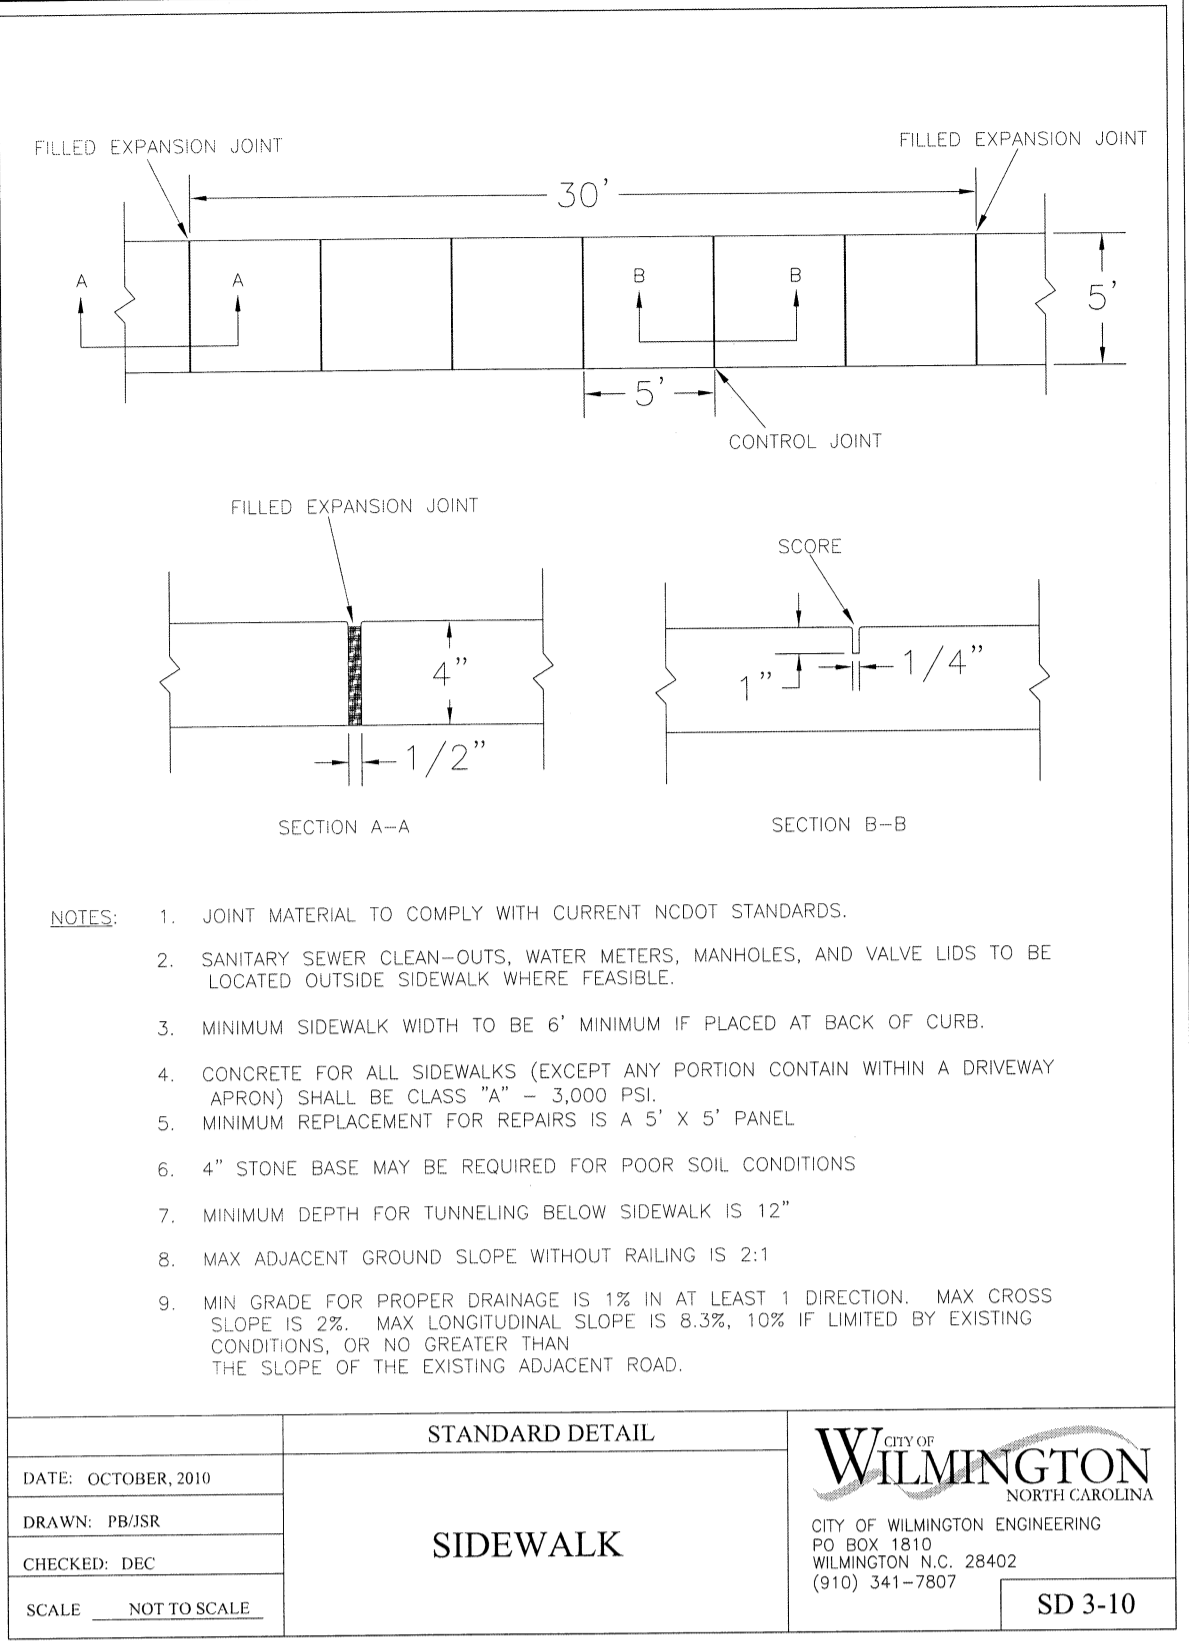 FILLED EXPANSION JOINT
FILLED EXPANSION JOINT
30'
A
A
B
B
5'
5'
CONTROL JOINT
FILLED EXPANSION JOINT
SCORE
4"
1"
1/4"
1/2"
SECTION A-A
SECTION B-B
NOTES:
1. JOINT MATERIAL TO COMPLY WITH CURRENT NCDOT STANDARDS.
2. SANITARY SEWER CLEAN-OUTS, WATER METERS, MANHOLES, AND VALVE LIDS TO BE
LOCATED OUTSIDE SIDEWALK WHERE FEASIBLE.
3. MINIMUM SIDEWALK WIDTH TO BE 6' MINIMUM IF PLACED AT BACK OF CURB.
4. CONCRETE FOR ALL SIDEWALKS (EXCEPT ANY PORTION CONTAIN WITHIN A DRIVEWAY
APRON) SHALL BE CLASS "A" - 3,000 PSI.
5. MINIMUM REPLACEMENT FOR REPAIRS IS A 5' X 5' PANEL
6. 4" STONE BASE MAY BE REQUIRED FOR POOR SOIL CONDITIONS
7. MINIMUM DEPTH FOR TUNNELING BELOW SIDEWALK IS 12"
8. MAX ADJACENT GROUND SLOPE WITHOUT RAILING IS 2:1
9. MIN GRADE FOR PROPER DRAINAGE IS 1% IN AT LEAST 1 DIRECTION. MAX CROSS
SLOPE IS 2%. MAX LONGITUDINAL SLOPE IS 8.3%, 10% IF LIMITED BY EXISTING
CONDITIONS, OR NO GREATER THAN
THE SLOPE OF THE EXISTING ADJACENT ROAD.
DATE: OCTOBER, 2010
DRAWN: PB/JSR
CHECKED: DEC
SCALE NOT TO SCALE
STANDARD DETAIL
SIDEWALK
CITY OF
WILMINGTON
NORTH CAROLINA
CITY OF WILMINGTON ENGINEERING
PO BOX 1810
WILMINGTON N.C. 28402
(910) 341-7807
SD 3-10